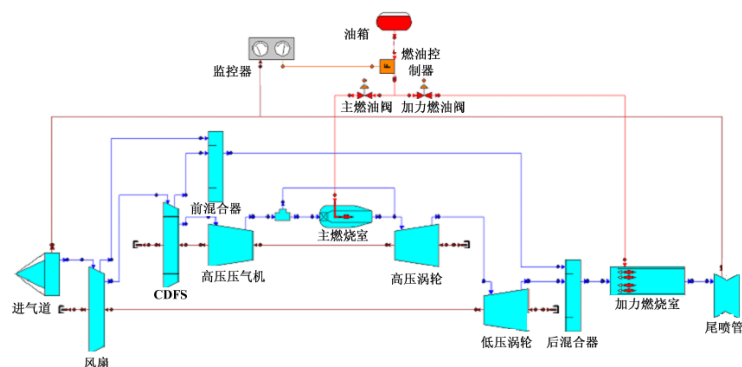 油箱
燃油控
制器
监控器
F
主燃油阀
加力燃油阀
前混合器
主燃烧室
高压压气机
高压涡轮
进气道
CDFS
加力燃烧室
尾喷管
低压涡轮
后混合器
风扇